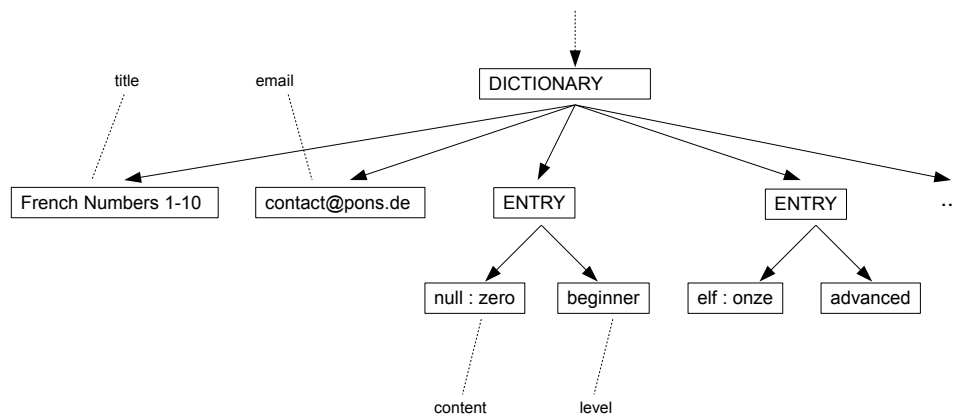 title
email
DICTIONARY
French Numbers 1-10
contact@pons.de
ENTRY
ENTRY
..
null : zero
beginner
elf : onze
advanced
content
level